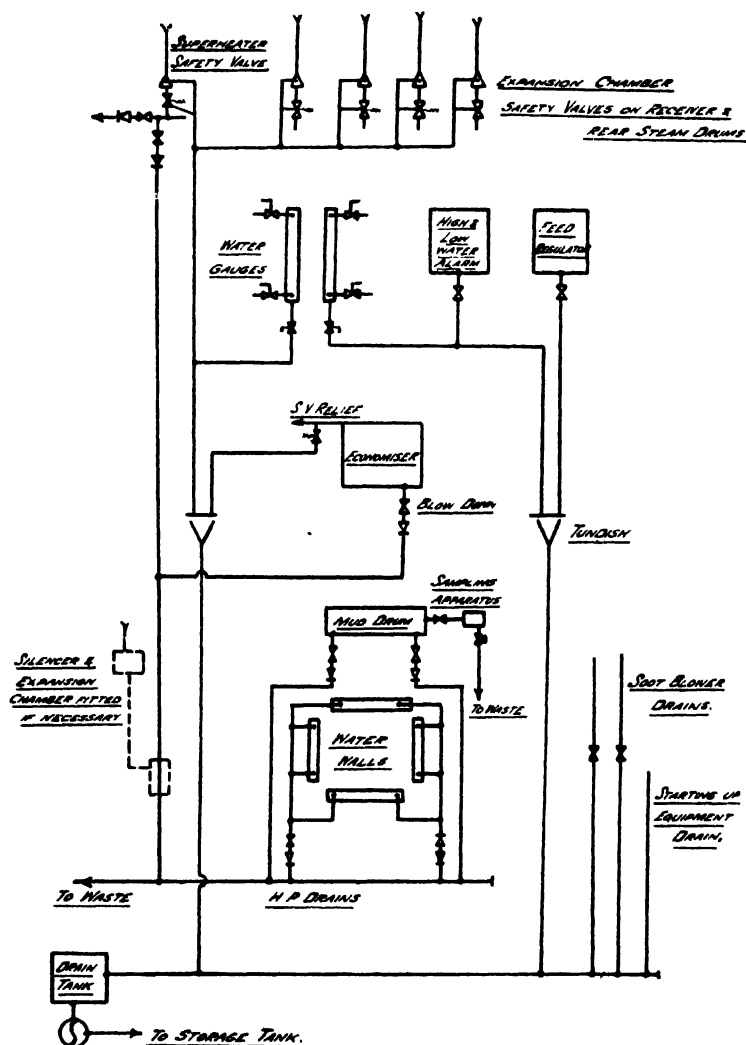 SUPERHEATER
SAFETY VALVE
EXPANSION CHAMBER
SAFETY VALVES ON RECEIVER &
REAR STEAM DRUMS
WATER
GAUGES
HIGH &
LOW
WATER
ALARM
FEED
REGULATOR
S V RELIEF
ECONOMISER
BLOW DOWN
TUNDISH
SAMPLING
APPARATUS
MUD DRUM
TO WASTE
SILENCER &
EXPANSION
CHAMBER FITTED
IF NECESSARY
WATER
WALLS
SOOT BLOWER
DRAINS.
STARTING UP
EQUIPMENT
DRAIN.
TO WASTE
H P DRAINS
DRAIN
TANK
TO STORAGE TANK.